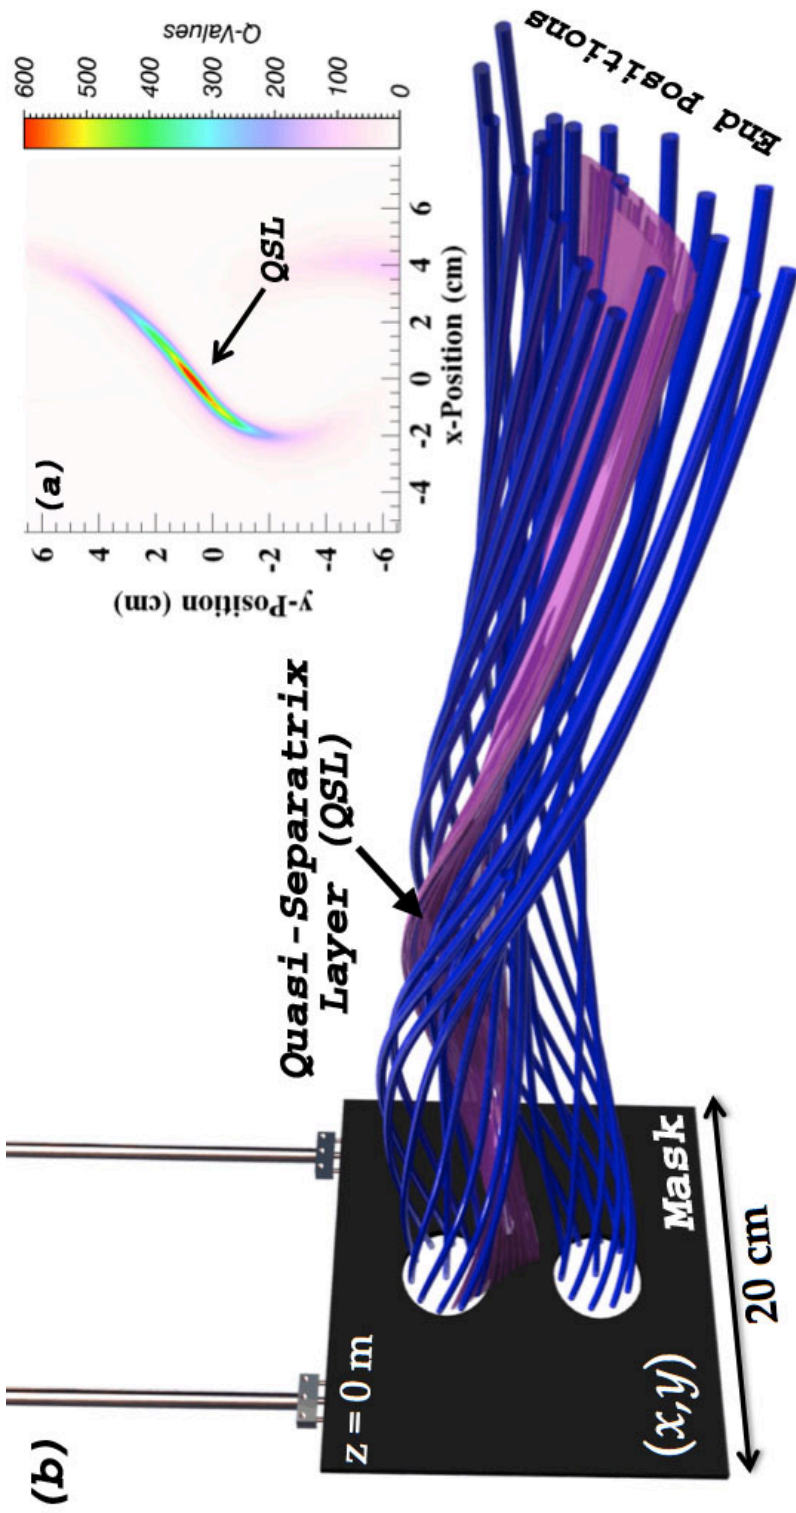 (b)
z = 0 m
(x,y)
Mask
20 cm
Quasi-Separatrix
Layer (QSL)
End Positions
(a)
QSL
y-Position (cm)
6
4
2
0
-2
-4
-6
x-Position (cm)
-4 -2 0 2 4 6
Q-Values
600
500
400
300
200
100
0